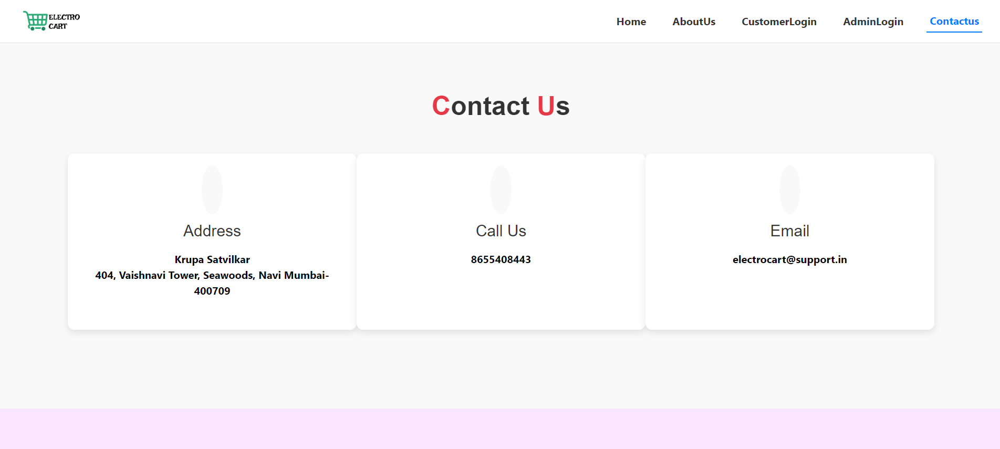 ELECTRO
CART
Home AboutUs CustomerLogin AdminLogin Contactus
Contact Us
Address
Krupa Satvilkar
404, Vaishnavi Tower, Seawoods, Navi Mumbai-
400709
Call Us
8655408443
Email
electrocart@support.in